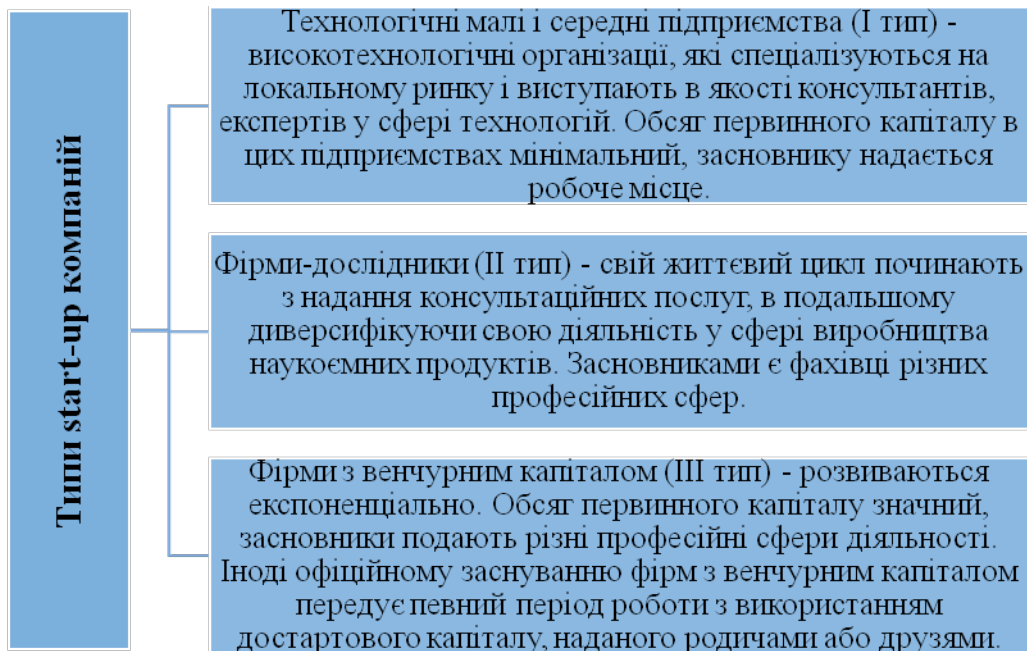 Типи start-up компаній
Технологічні малі і середні підприємства (І тип) -
високотехнологічні організації, які спеціалізуються на
локальному ринку і виступають в якості консультантів,
експертів у сфері технологій. Обсяг первинного капіталу в
цих підприємствах мінімальний, засновнику надається
робоче місце.
Фірми-дослідники (ІІ тип) - свій життєвий цикл починають
з надання консультаційних послуг, в подальшому
диверсифікуючи свою діяльність у сфері виробництва
наукоємних продуктів. Засновниками є фахівці різних
професійних сфер.
Фірми з венчурним капіталом (ІІІ тип) - розвиваються
експоненціально. Обсяг первинного капіталу значний,
засновники подають різні професійні сфери діяльності.
Іноді офіційному заснуванню фірм з венчурним капіталом
передує певний період роботи з використанням
достартового капіталу, наданого родичами або друзями.